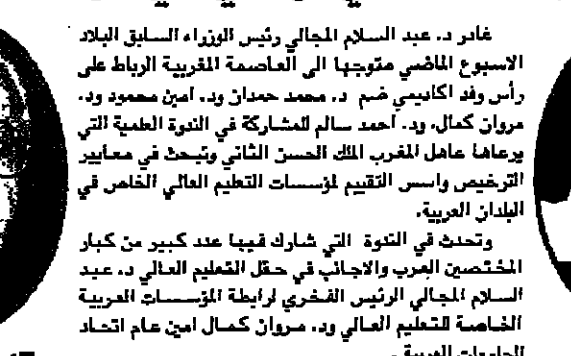 غادر د. عبد السلام المجالي رئيس الوزراء السابق البلاد
الاسبوع الماضي متوجها الى العاصمة المغربية الرباط على
رأس وفد اكاديمي ضم د. محمد حمدان ود. امين محمود ود.
مروان كمال، ود. احمد سالم للمشاركة في الندوة العلمية التي
يرعاها عاهل المغرب الملك الحسن الثاني وتبحث في معايير
الترخيص واسس التقييم لمؤسسات التعليم العالي الخاص في
البلدان العربية.
وتحدث في الندوة التي شارك فيها عدد كبير من كبار
المختصين العرب والاجانب في حقل التعليم العالي د. عبد
السلام المجالي الرئيس الفخري لرابطة المؤسسات العربية
الخاصة للتعليم العالي ود. مروان كمال امين عام اتحاد
الجامعات العربية.